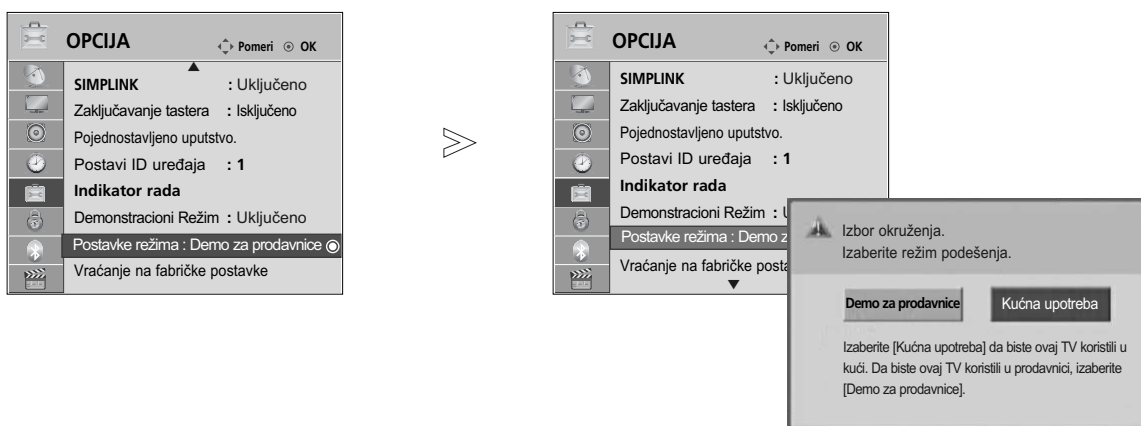 OPCIJA
Pomeri OK
SIMPLINK : Uključeno
Zaključavanje tastera : Isključeno
Pojednostavljeno uputstvo.
Postavi ID uređaja : 1
Indikator rada
Demonstracioni Režim : Uključeno
Postavke režima : Demo za prodavnice
Vraćanje na fabričke postavke
OPCIJA
Pomeri OK
SIMPLINK : Uključeno
Zaključavanje tastera : Isključeno
Pojednostavljeno uputstvo.
Postavi ID uređaja : 1
Indikator rada
Demonstracioni Režim :
Postavke režima : Demo
Vraćanje na fabričke
Izbor okruženja.
Izaberite režim podešenja.
Demo za prodavnice
Kućna upotreba
Izaberite [Kućna upotreba] da biste ovaj TV koristili u
kući. Da biste ovaj TV koristili u prodavnici, izaberite
[Demo za prodavnice].